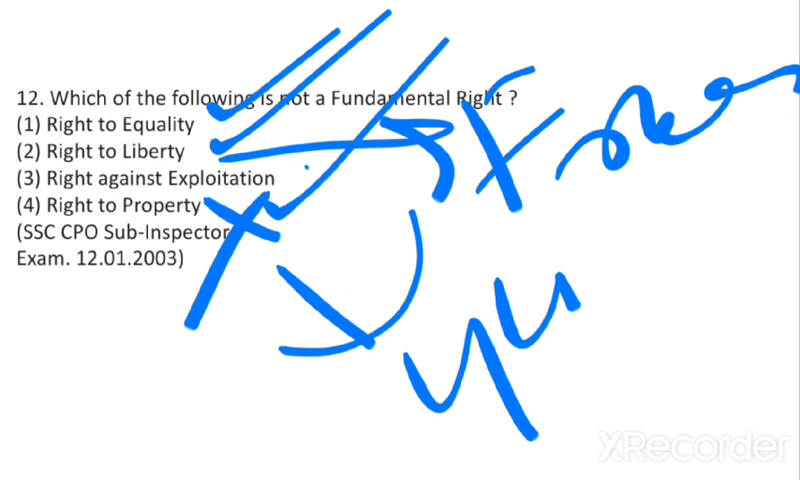 12. Which of the following is not a Fundamental Right ?
(1) Right to Equality
(2) Right to Liberty
(3) Right against Exploitation
(4) Right to Property
(SSC CPO Sub-Inspector
Exam. 12.01.2003)
44
XRecorder